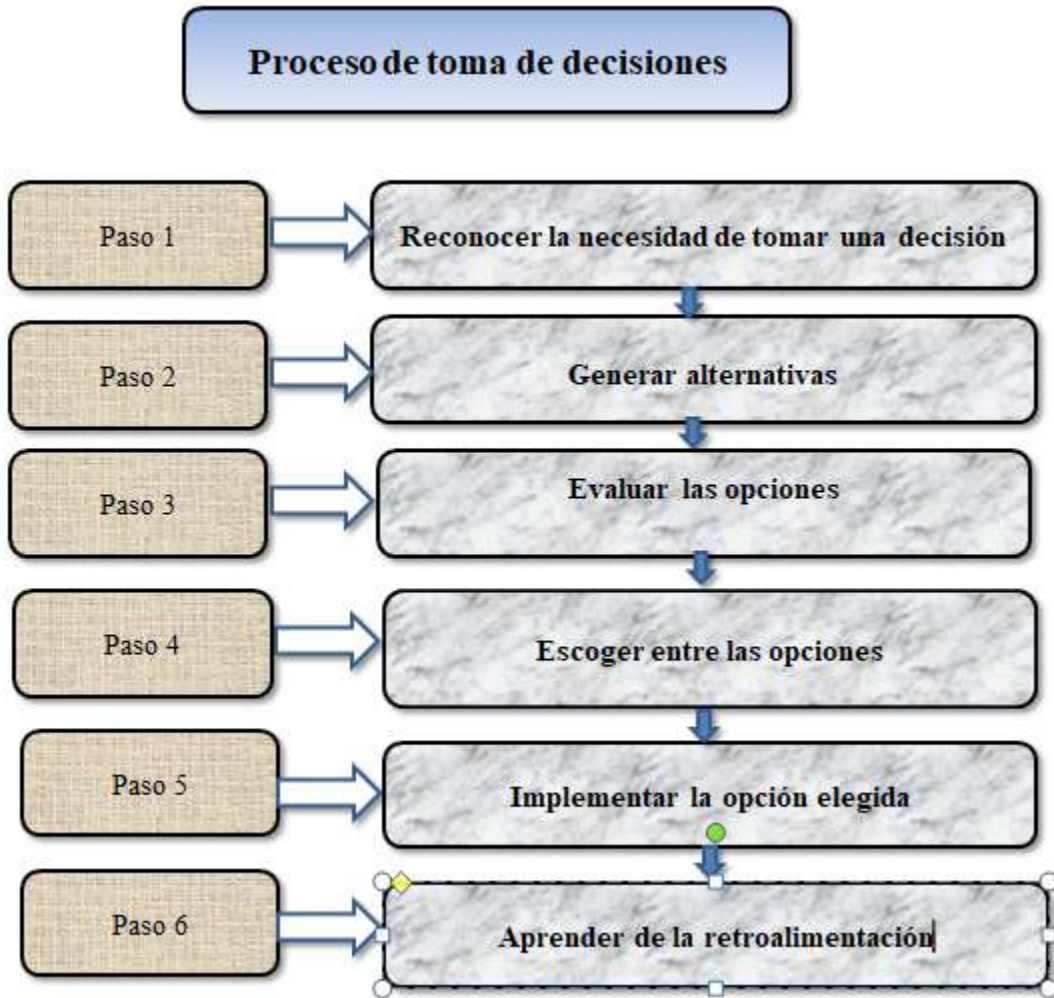 Proceso de toma de decisiones
Paso 1
Reconocer la necesidad de tomar una decisión
Paso 2
Generar alternativas
Paso 3
Evaluar las opciones
Paso 4
Escoger entre las opciones
Paso 5
Implementar la opción elegida
Paso 6
Aprender de la retroalimentación